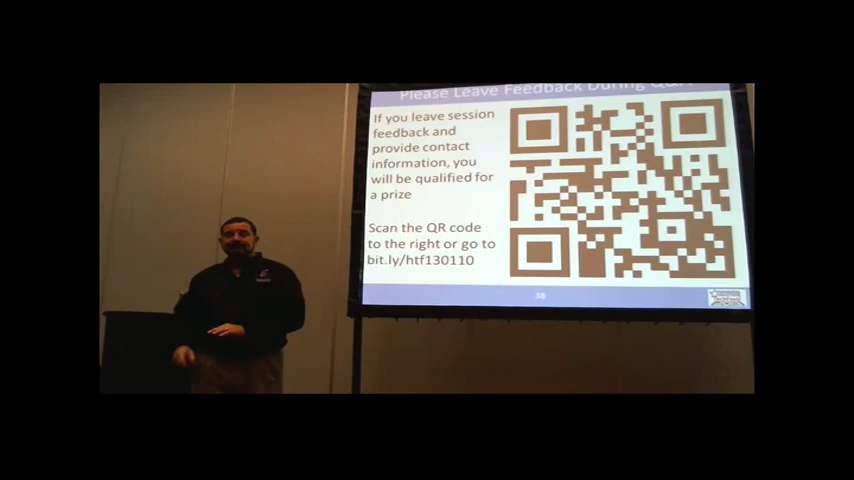 Please Leave Feedback During Q&A
If you leave session
feedback and
provide contact
information, you
will be qualified for
a prize
Scan the QR code
to the right or go to
bit.ly/htf130110
38
TechFest